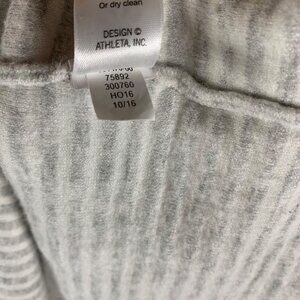 Or dry clean
DESIGN ©
ATHLETA, INC.
75892
300760
HO16
10/16